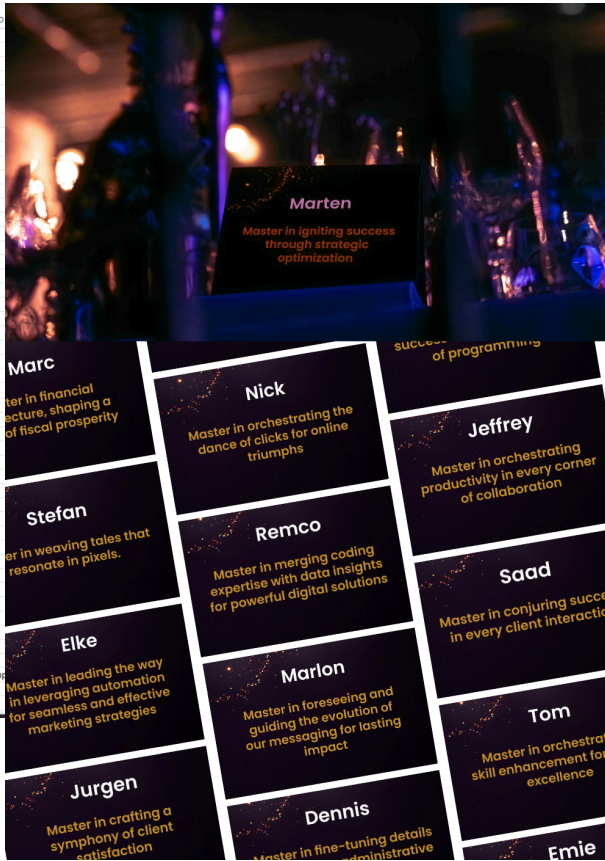 Marten
Master in igniting success
through strategic
optimization
success
of programming
Marc
in financial
shaping a
of fiscal prosperity
Nick
Master in orchestrating the
dance of clicks for online
triumphs
Jeffrey
Master in orchestrating
productivity in every corner
of collaboration
Stefan
in weaving tales that
resonate in pixels.
Remco
Master in merging coding
expertise with data insights
for powerful digital solutions
Saad
Master in conjuring
in every client
Elke
Master in leading the way
in leveraging automation
for seamless and effective
marketing strategies
Marlon
Master in foreseeing and
guiding the evolution of
our messaging for lasting
impact
Tom
Master in
skill enhancement for
excellence
Jurgen
Master in crafting a
symphony of client
satisfaction
Dennis
Master in fine-tuning details
administrative
Emie